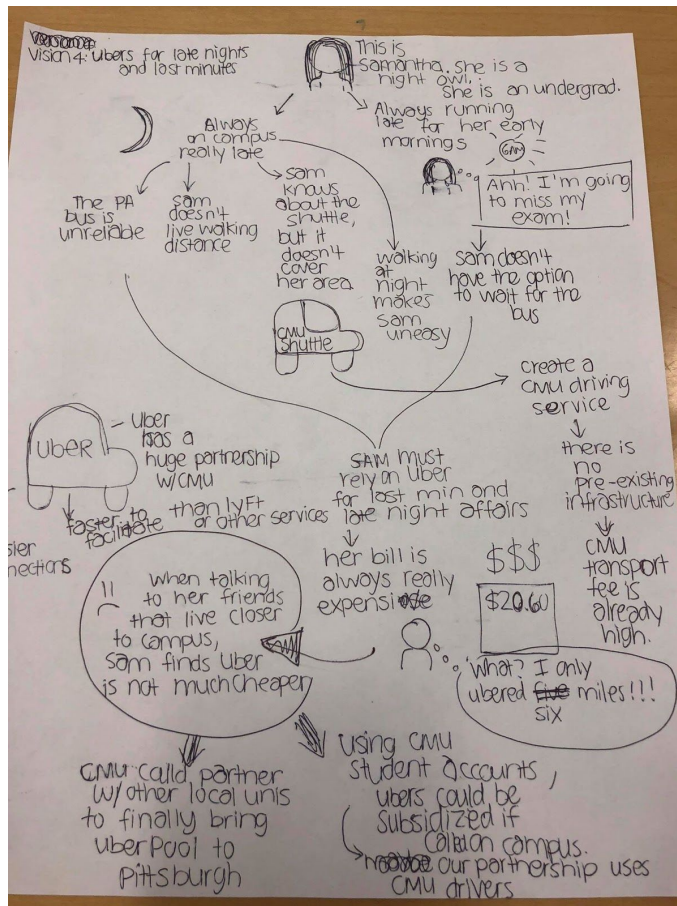 Vision 4: Ubers for late nights
and last minutes
This is
Samantha. She is a
night owl.
She is an undergrad.
Always
on campus
really late
Always running
late for her early
mornings
6AM
Ahh! I'm going
to miss my
exam!
The PA
bus is
unreliable
Sam
doesn't
live walking
distance
Sam
knows
about the
shuttle,
but it
doesn't
cover
her area.
walking
at
night
makes
Sam
uneasy
Sam doesn't
have the option
to wait for the
bus
CMU
Shuttle
create a
CMU driving
service
there is
no
pre-existing
infrastructure
CMU
transport
fee is
already
high.
UBER
Uber
has a
huge partnership
w/CMU
faster to
facilitate
than lyFt
or other services
nections
SAM must
rely on Uber
for last min and
late night affairs
her bill is
always really
expensive
$$$
$20.60
What? I only
ubered five miles!!!
six
when talking
to her friends
that live closer
to campus,
Sam finds Uber
is not much cheaper
CMU could partner
w/ other local unis
to finally bring
uberPool to
Pittsburgh
using CMU
student accounts,
ubers could be
subsidized if
on campus.
our partnership uses
CMU drivers